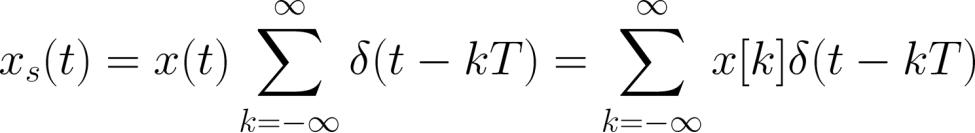 x_s(t) = x(t) \sum_{k=-\infty}^{\infty} \delta(t - kT) = \sum_{k=-\infty}^{\infty} x[k]\delta(t - kT)